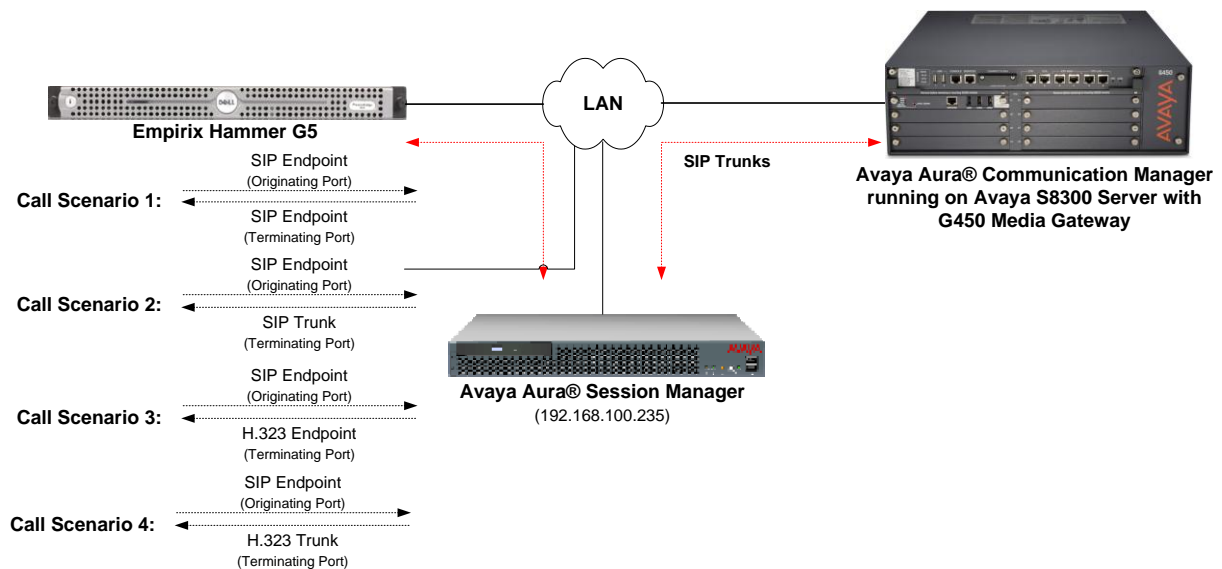 LAN
DELL
AVAYA
Empirix Hammer G5
SIP Trunks
Avaya Aura® Communication Manager
running on Avaya S8300 Server with
G450 Media Gateway
Call Scenario 1:
SIP Endpoint
(Originating Port)
SIP Endpoint
(Terminating Port)
Call Scenario 2:
SIP Endpoint
(Originating Port)
SIP Trunk
(Terminating Port)
AVAYA
Avaya Aura® Session Manager
(192.168.100.235)
Call Scenario 3:
SIP Endpoint
(Originating Port)
H.323 Endpoint
(Terminating Port)
Call Scenario 4:
SIP Endpoint
(Originating Port)
H.323 Trunk
(Terminating Port)